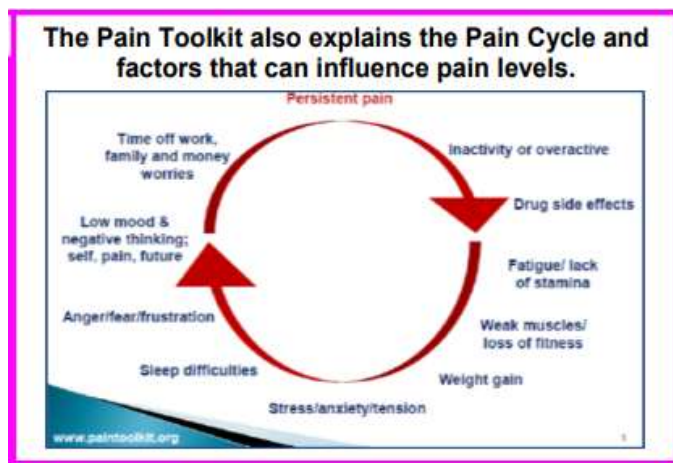 The Pain Toolkit also explains the Pain Cycle and
factors that can influence pain levels.
Persistent pain
Inactivity or overactive
Drug side effects
Fatigue/ lack
of stamina
Weak muscles/
loss of fitness
Weight gain
Stress/anxiety/tension
Sleep difficulties
Anger/fear/frustration
Low mood &
negative thinking;
self, pain, future
Time off work,
family and money
worries
www.paintoolkit.org